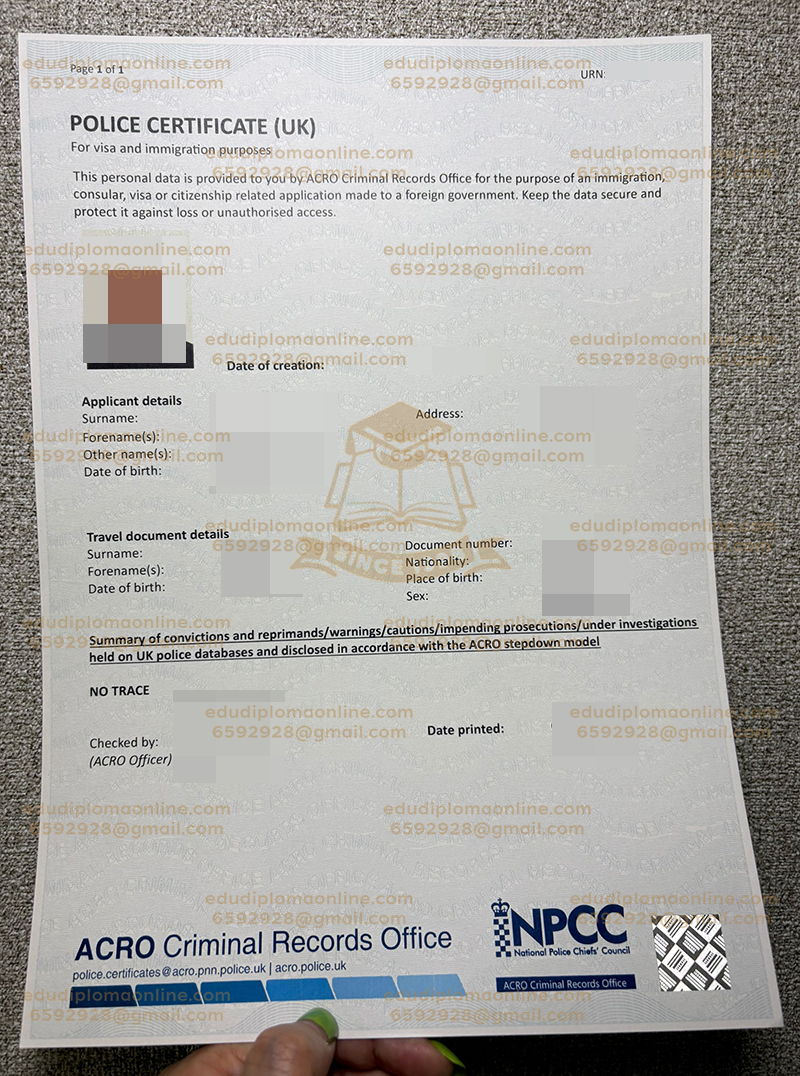 Page 1 of 1
URN:
POLICE CERTIFICATE (UK)
For visa and immigration purposes
This personal data is provided to you by ACRO Criminal Records Office for the purpose of an immigration,
consular, visa or citizenship related application made to a foreign government. Keep the data secure and
protect it against loss or unauthorised access.
Date of creation:
Applicant details
Surname:
Forename(s):
Other name(s):
Date of birth:
Address:
Travel document details
Surname:
Forename(s):
Date of birth:
Document number:
Nationality:
Place of birth:
Sex:
Summary of convictions and reprimands/warnings/cautions/impending prosecutions/under investigations
held on UK police databases and disclosed in accordance with the ACRO stepdown model
NO TRACE
Checked by:
(ACRO Officer)
Date printed:
ACRO Criminal Records Office
police.certificates@acro.pnn.police.uk | acro.police.uk
NPCC
National Police Chiefs' Council
ACRO Criminal Records Office
edudiplomaonline.com
6592928@gmail.com